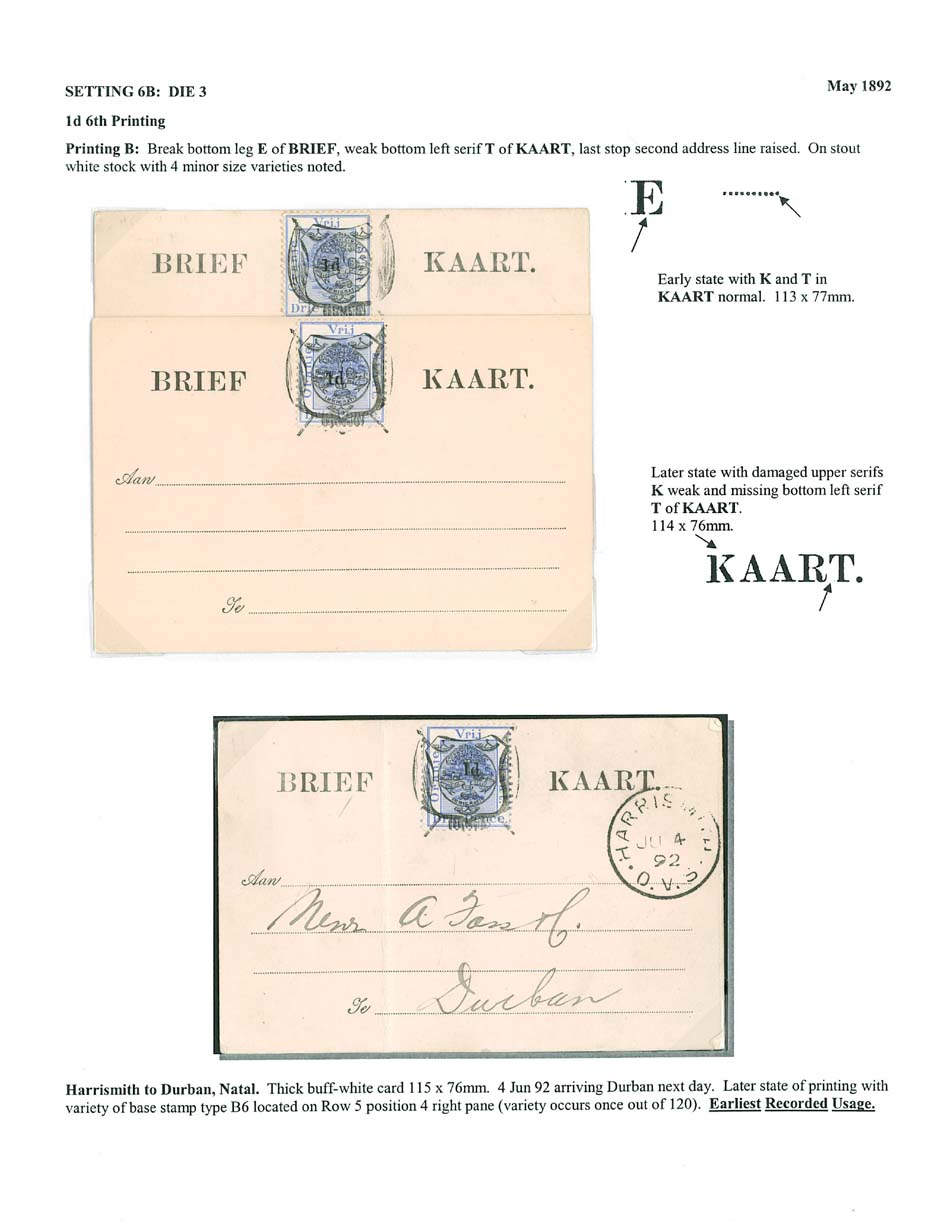 May 1892
SETTING 6B: DIE 3
1d 6th Printing
Printing B: Break bottom leg E of BRIEF, weak bottom left serif T of KAART, last stop second address line raised. On stout
white stock with 4 minor size varieties noted.
E
Early state with K and T in
KAART normal. 113 x 77mm.
Vrij
BRIEF 1d KAART.
Vrij
BRIEF 1d KAART.
Aan
Te
Later state with damaged upper serifs
K weak and missing bottom left serif
T of KAART.
114 x 76mm.
KAART.
Vrij
BRIEF 1d KAART.
HARRISMITH
JU 4
92
O.V.S.
Aan
A
Te Durban
Harrismith to Durban, Natal. Thick buff-white card 115 x 76mm. 4 Jun 92 arriving Durban next day. Later state of printing with
variety of base stamp type B6 located on Row 5 position 4 right pane (variety occurs once out of 120). Earliest Recorded Usage.